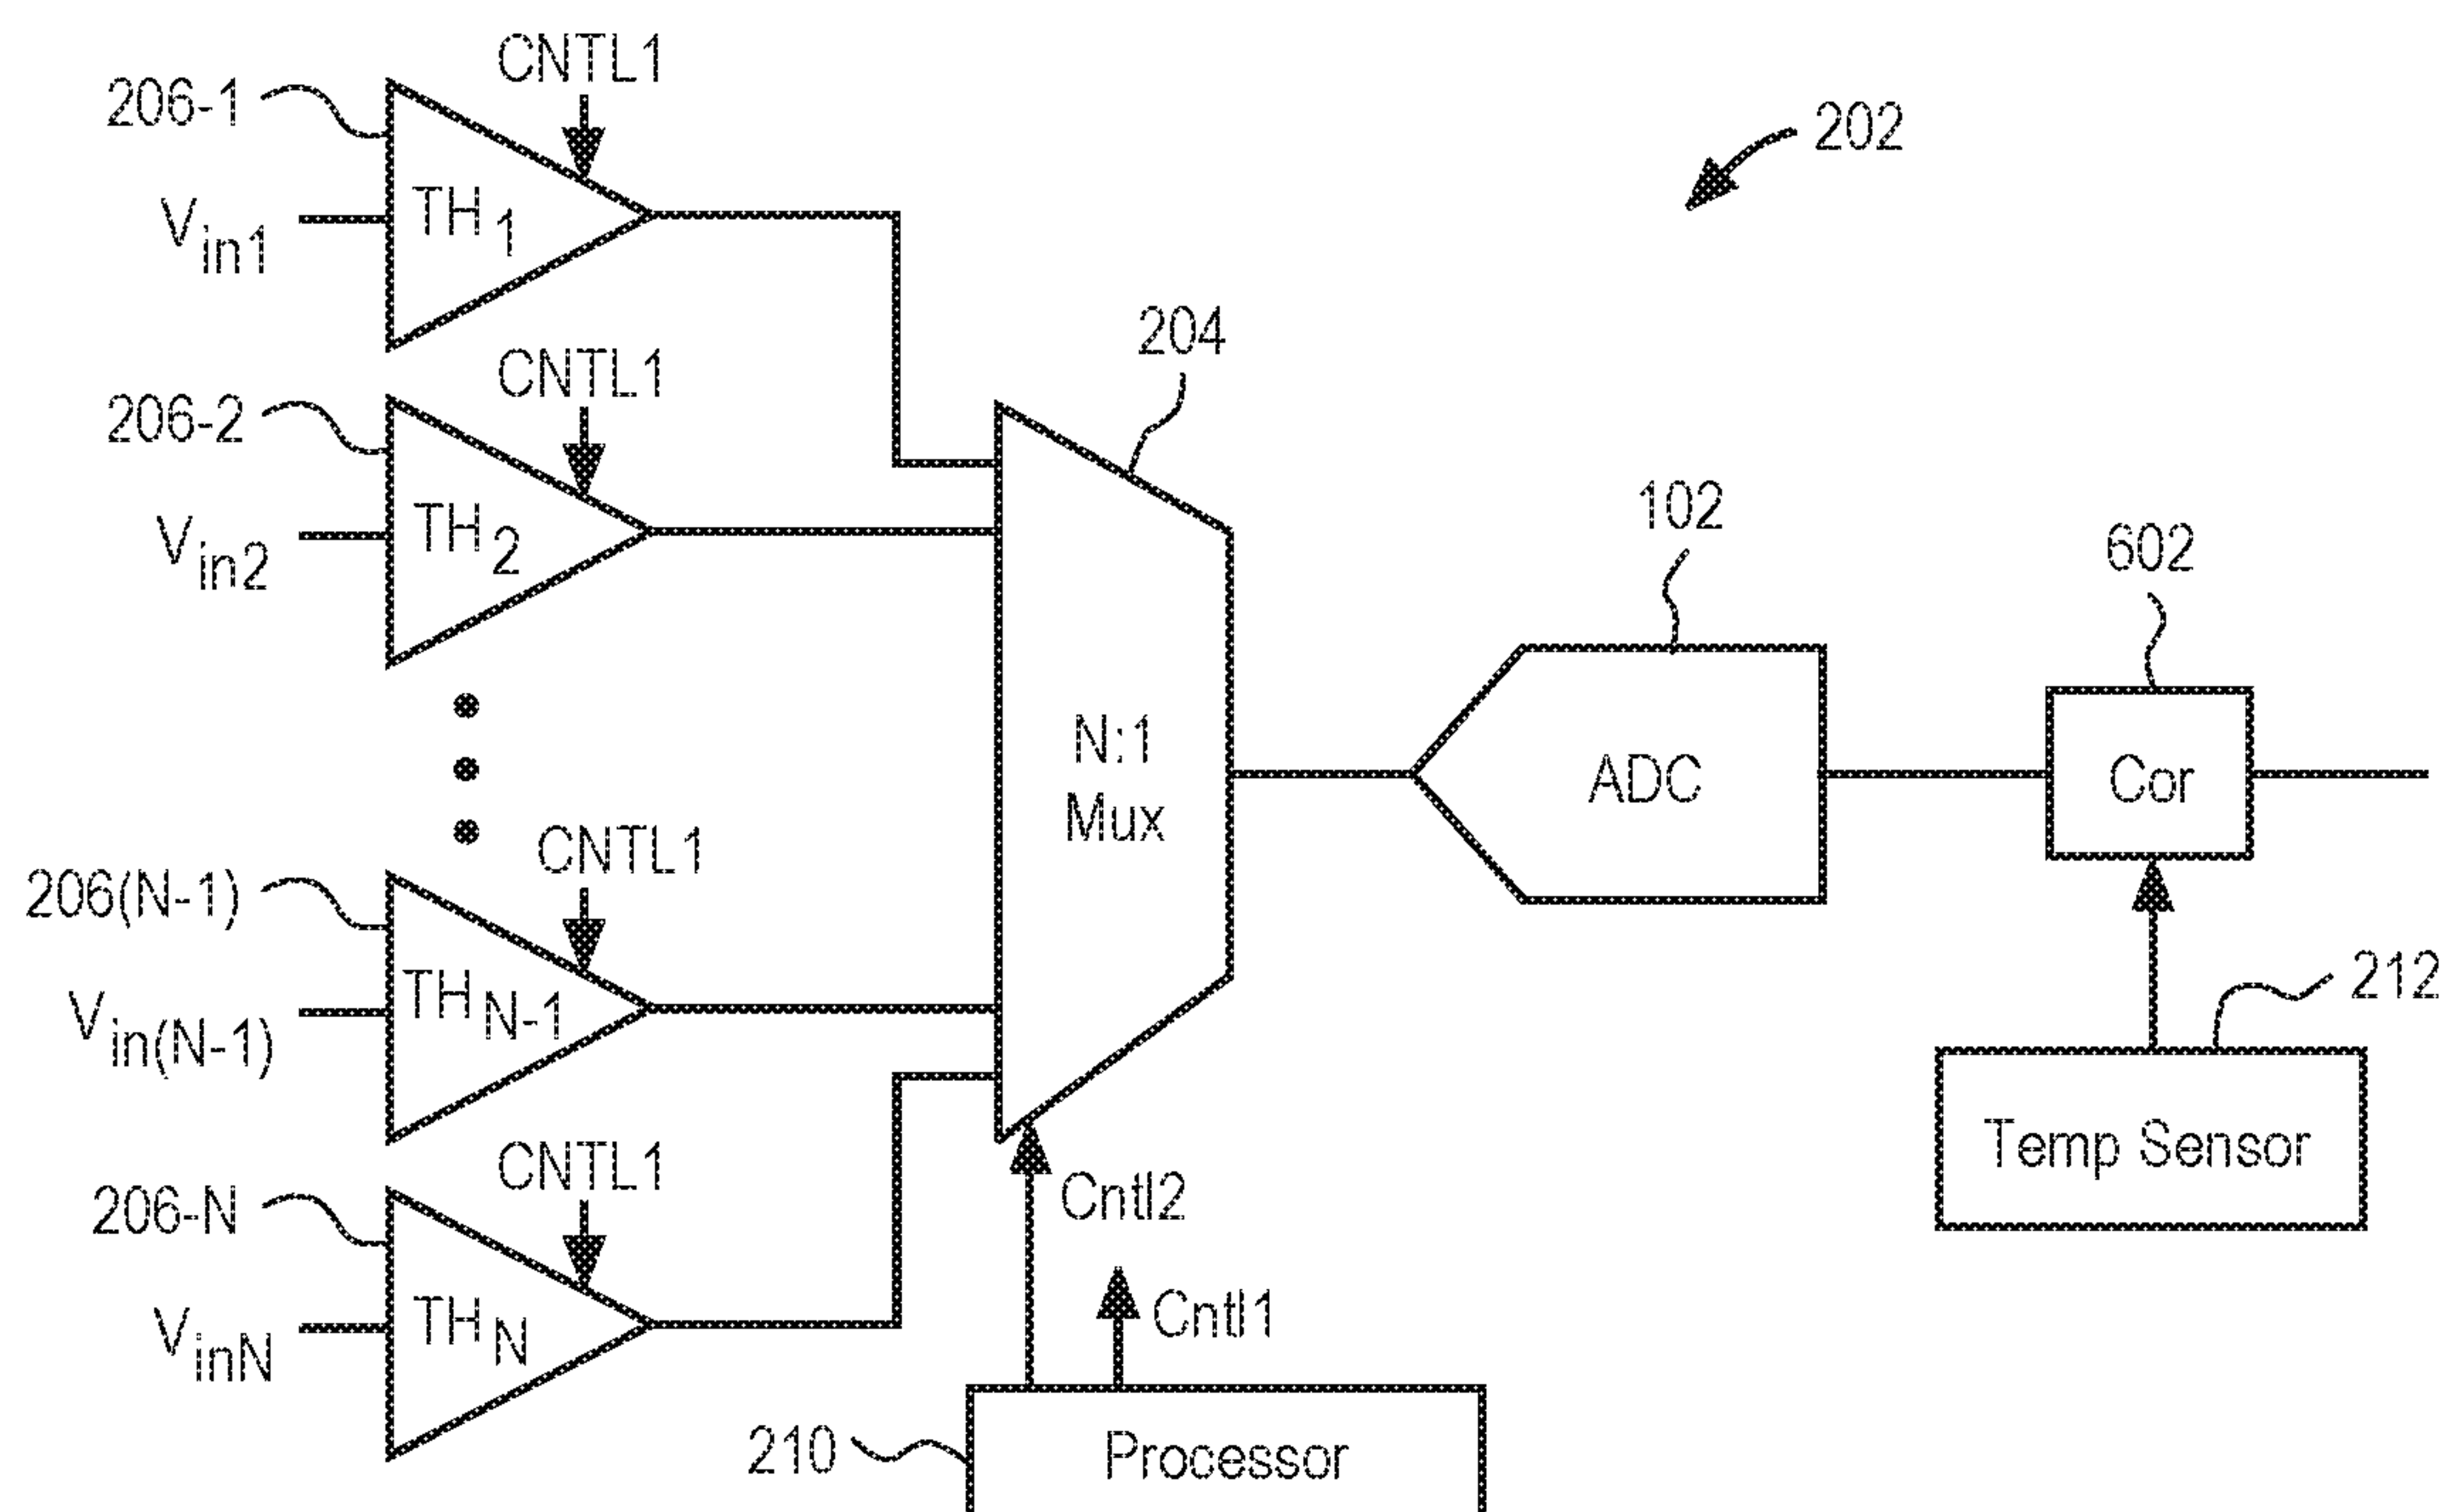 CNTL1
206-1
202
TH1
Vin1
204
CNTL1
206-2
102
TH2
Vin2
602
N:1
Mux
ADC
Cor
CNTL1
206(N-1)
212
THN-1
Vin(N-1)
Temp Sensor
CNTL1
206-N
Cntl2
THN
VinN
Cntl1
210
Processor